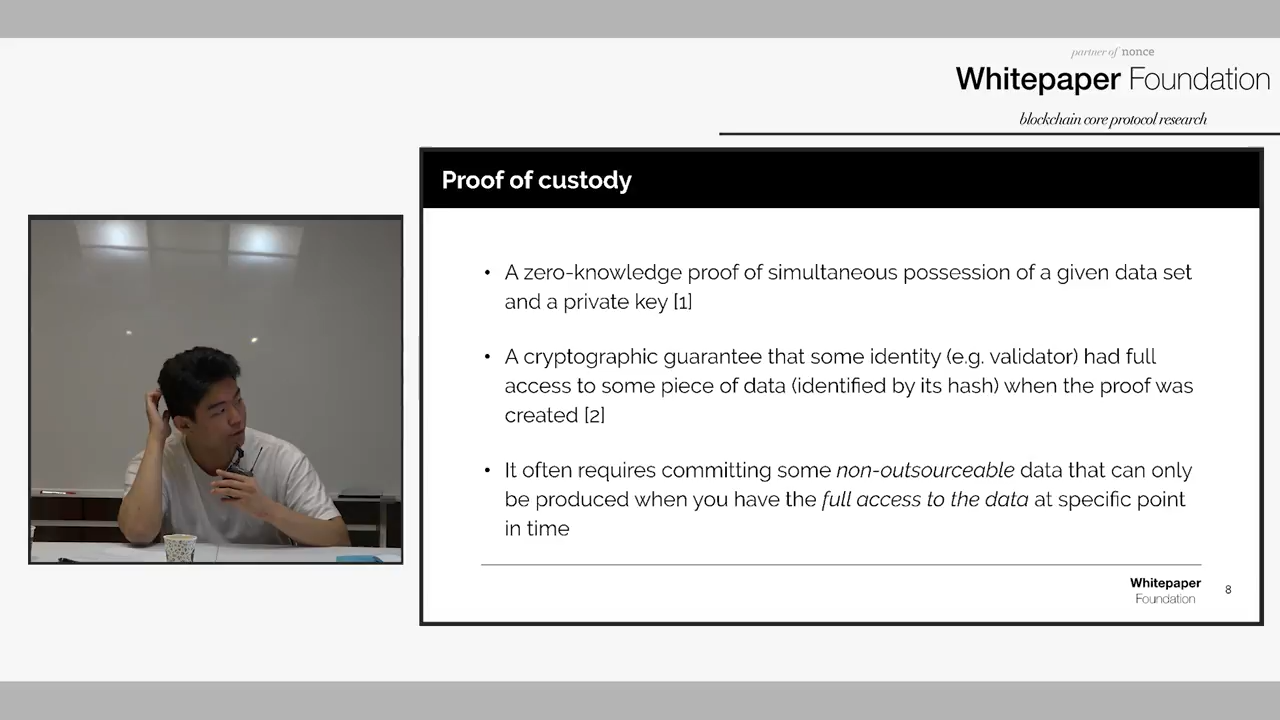 partner of nonce
Whitepaper Foundation
blockchain core protocol research
Proof of custody
• A zero-knowledge proof of simultaneous possession of a given data set
and a private key [1]
• A cryptographic guarantee that some identity (e.g. validator) had full
access to some piece of data (identified by its hash) when the proof was
created [2]
• It often requires committing some non-outsourceable data that can only
be produced when you have the full access to the data at specific point
in time
Whitepaper
Foundation
8